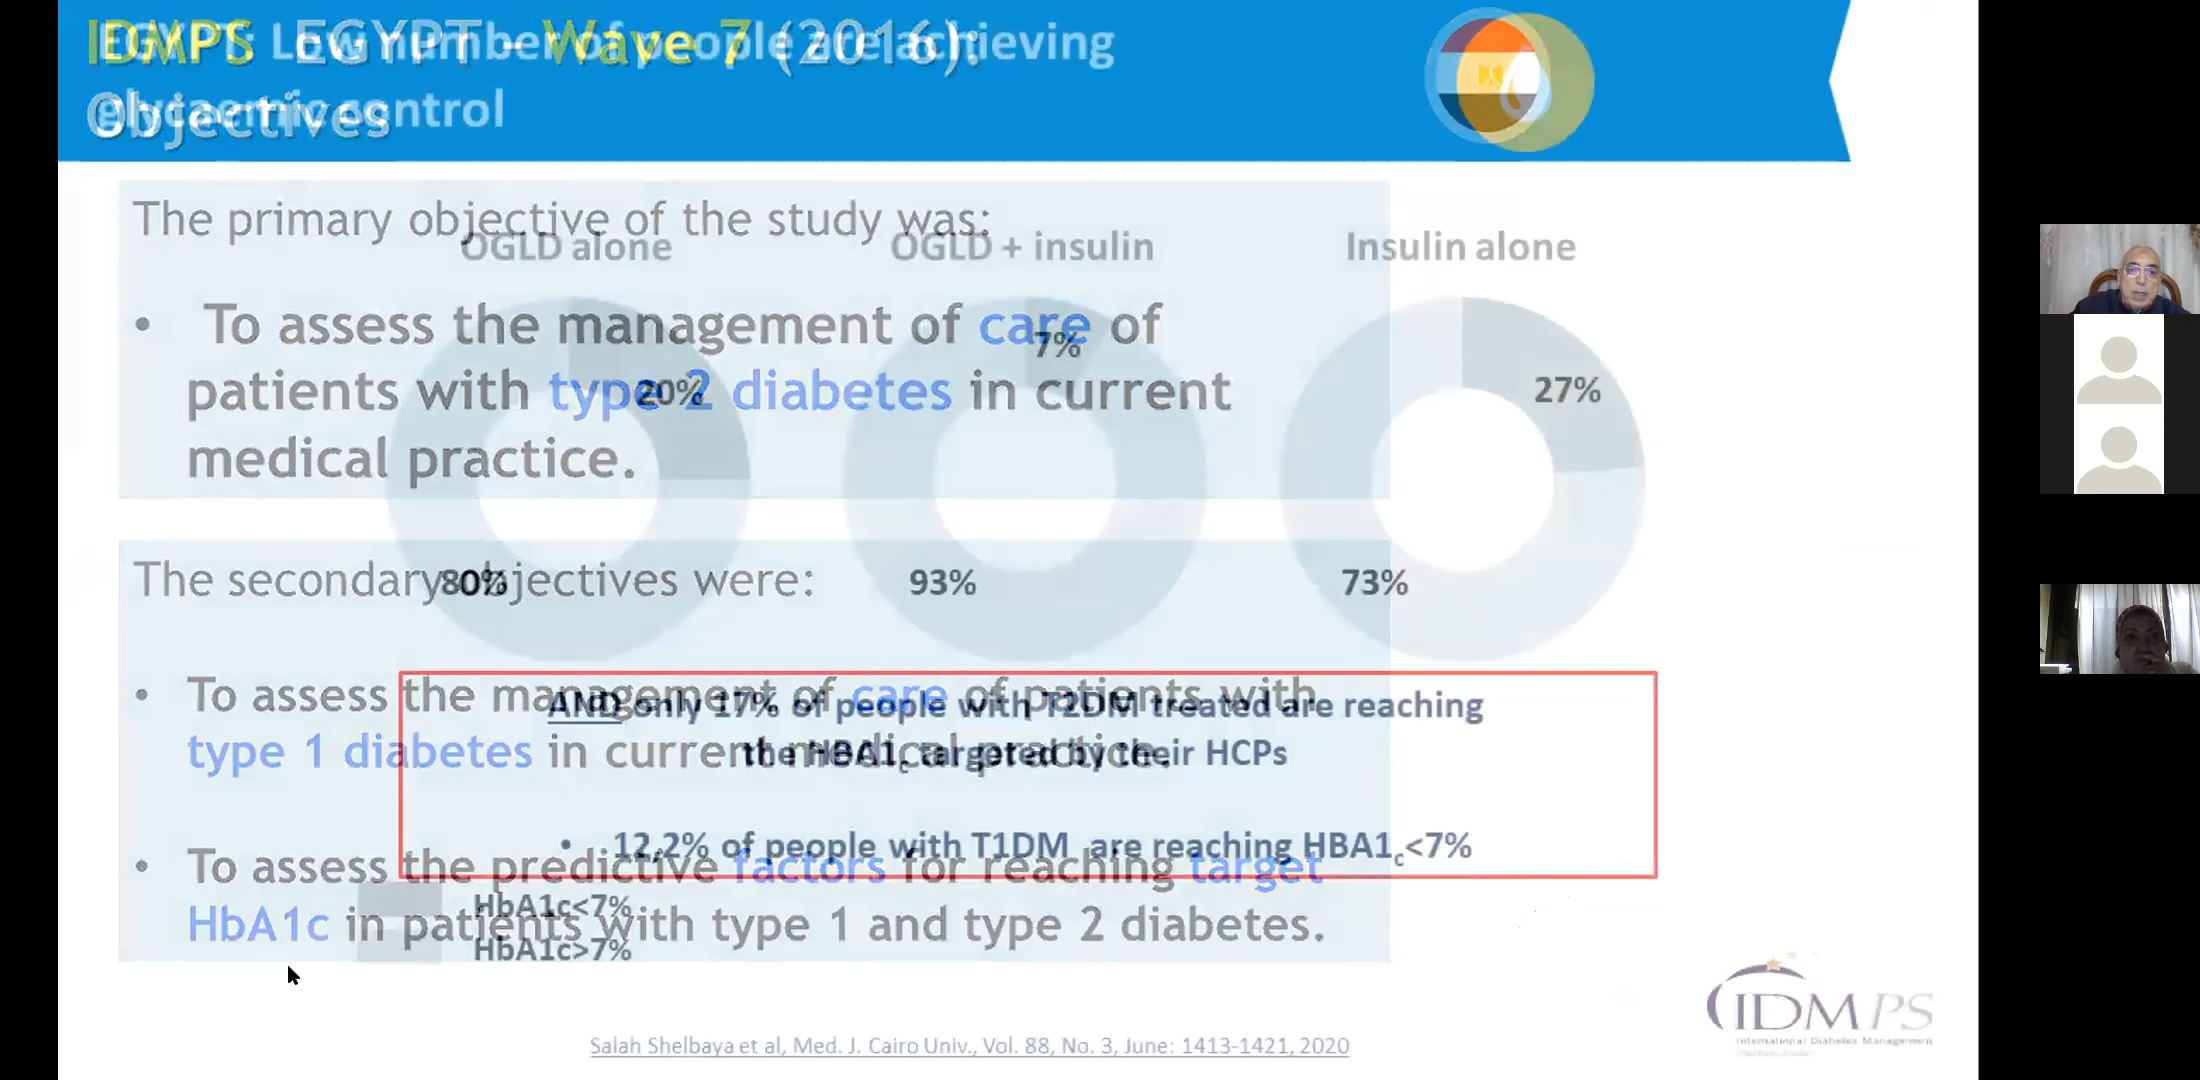 IDMPS EGYPT - Wave 7 (2016):
Objectives
EGYPT: Low number of people are achieving
glycaemic control
The primary objective of the study was:
• To assess the management of care of
patients with type 2 diabetes in current
medical practice.
The secondary objectives were:
• To assess the management of care of patients with
type 1 diabetes in current medical practice.
• To assess the predictive factors for reaching target
HbA1c in patients with type 1 and type 2 diabetes.
OGLD alone
OGLD + insulin
Insulin alone
20%
7%
27%
80%
93%
73%
AND only 17% of people with T2DM treated are reaching
the HBA1c targeted by their HCPs
• 12,2% of people with T1DM are reaching HBA1c<7%
HbA1c<7%
HbA1c>7%
Salah Shelbaya et al, Med. J. Cairo Univ., Vol. 88, No. 3, June: 1413-1421, 2020
IDMPS
International Diabetes Management